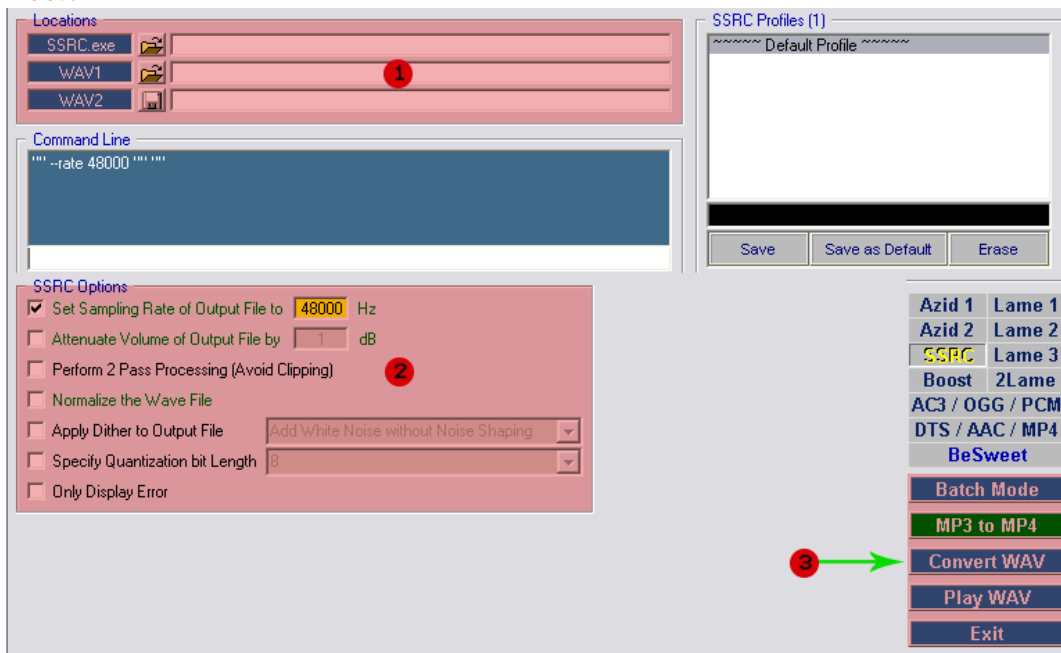 Locations
SSRC.exe
WAV1
1
WAV2
Command Line
"" --rate 48000 "" ""
SSRC Profiles (1)
~~~~~ Default Profile ~~~~~
Save Save as Default Erase
SSRC Options
Set Sampling Rate of Output File to 48000 Hz
Attenuate Volume of Output File by 1 dB
Perform 2 Pass Processing (Avoid Clipping) 2
Normalize the Wave File
Apply Dither to Output File Add White Noise without Noise Shaping
Specify Quantization bit Length 8
Only Display Error
Azid 1 Lame 1
Azid 2 Lame 2
SSRC Lame 3
Boost 2Lame
AC3 / OGG / PCM
DTS / AAC / MP4
BeSweet
Batch Mode
MP3 to MP4
3 Convert WAV
Play WAV
Exit